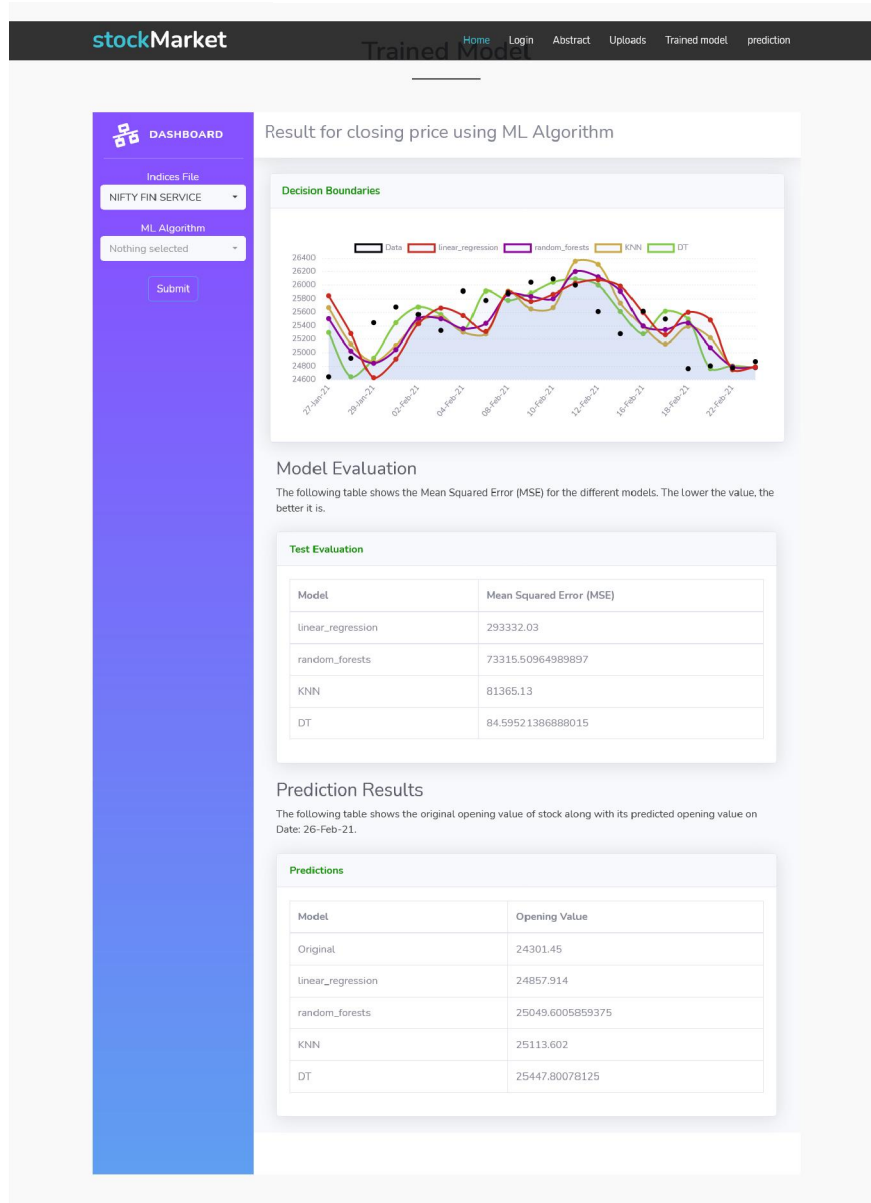 stockMarket
Home Login Abstract Uploads Trained model prediction
Trained Model
DASHBOARD
Indices File
NIFTY FIN SERVICE
ML Algorithm
Nothing selected
Submit
Result for closing price using ML Algorithm
Decision Boundaries
Data linear_regression random_forests KNN DT
26400
26200
26000
25800
25600
25400
25200
25000
24800
24600
27-Jan-21 29-Jan-21 02-Feb-21 04-Feb-21 08-Feb-21 10-Feb-21 12-Feb-21 16-Feb-21 18-Feb-21 22-Feb-21
Model Evaluation
The following table shows the Mean Squared Error (MSE) for the different models. The lower the value, the
better it is.
Test Evaluation
Model Mean Squared Error (MSE)
linear_regression 293332.03
random_forests 73315.50964989897
KNN 81365.13
DT 84.59521386888015
Prediction Results
The following table shows the original opening value of stock along with its predicted opening value on
Date: 26-Feb-21.
Predictions
Model Opening Value
Original 24301.45
linear_regression 24857.914
random_forests 25049.6005859375
KNN 25113.602
DT 25447.80078125